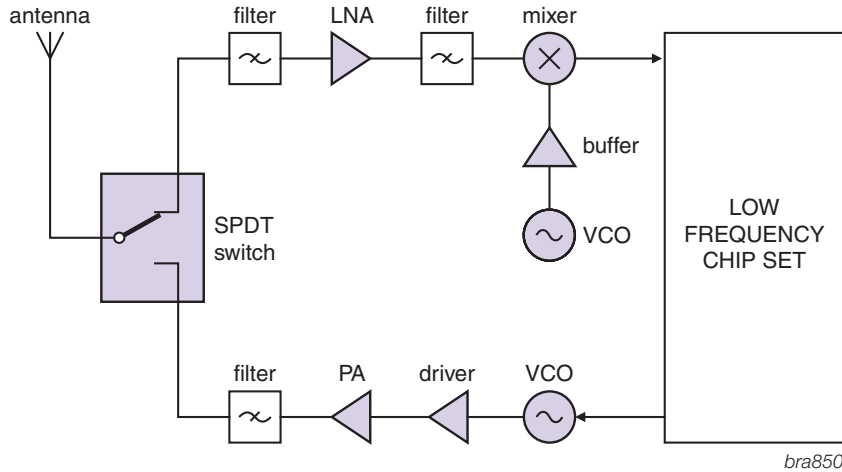 antenna
filter
LNA
filter
mixer
buffer
SPDT
switch
VCO
LOW
FREQUENCY
CHIP SET
filter
PA
driver
VCO
bra850